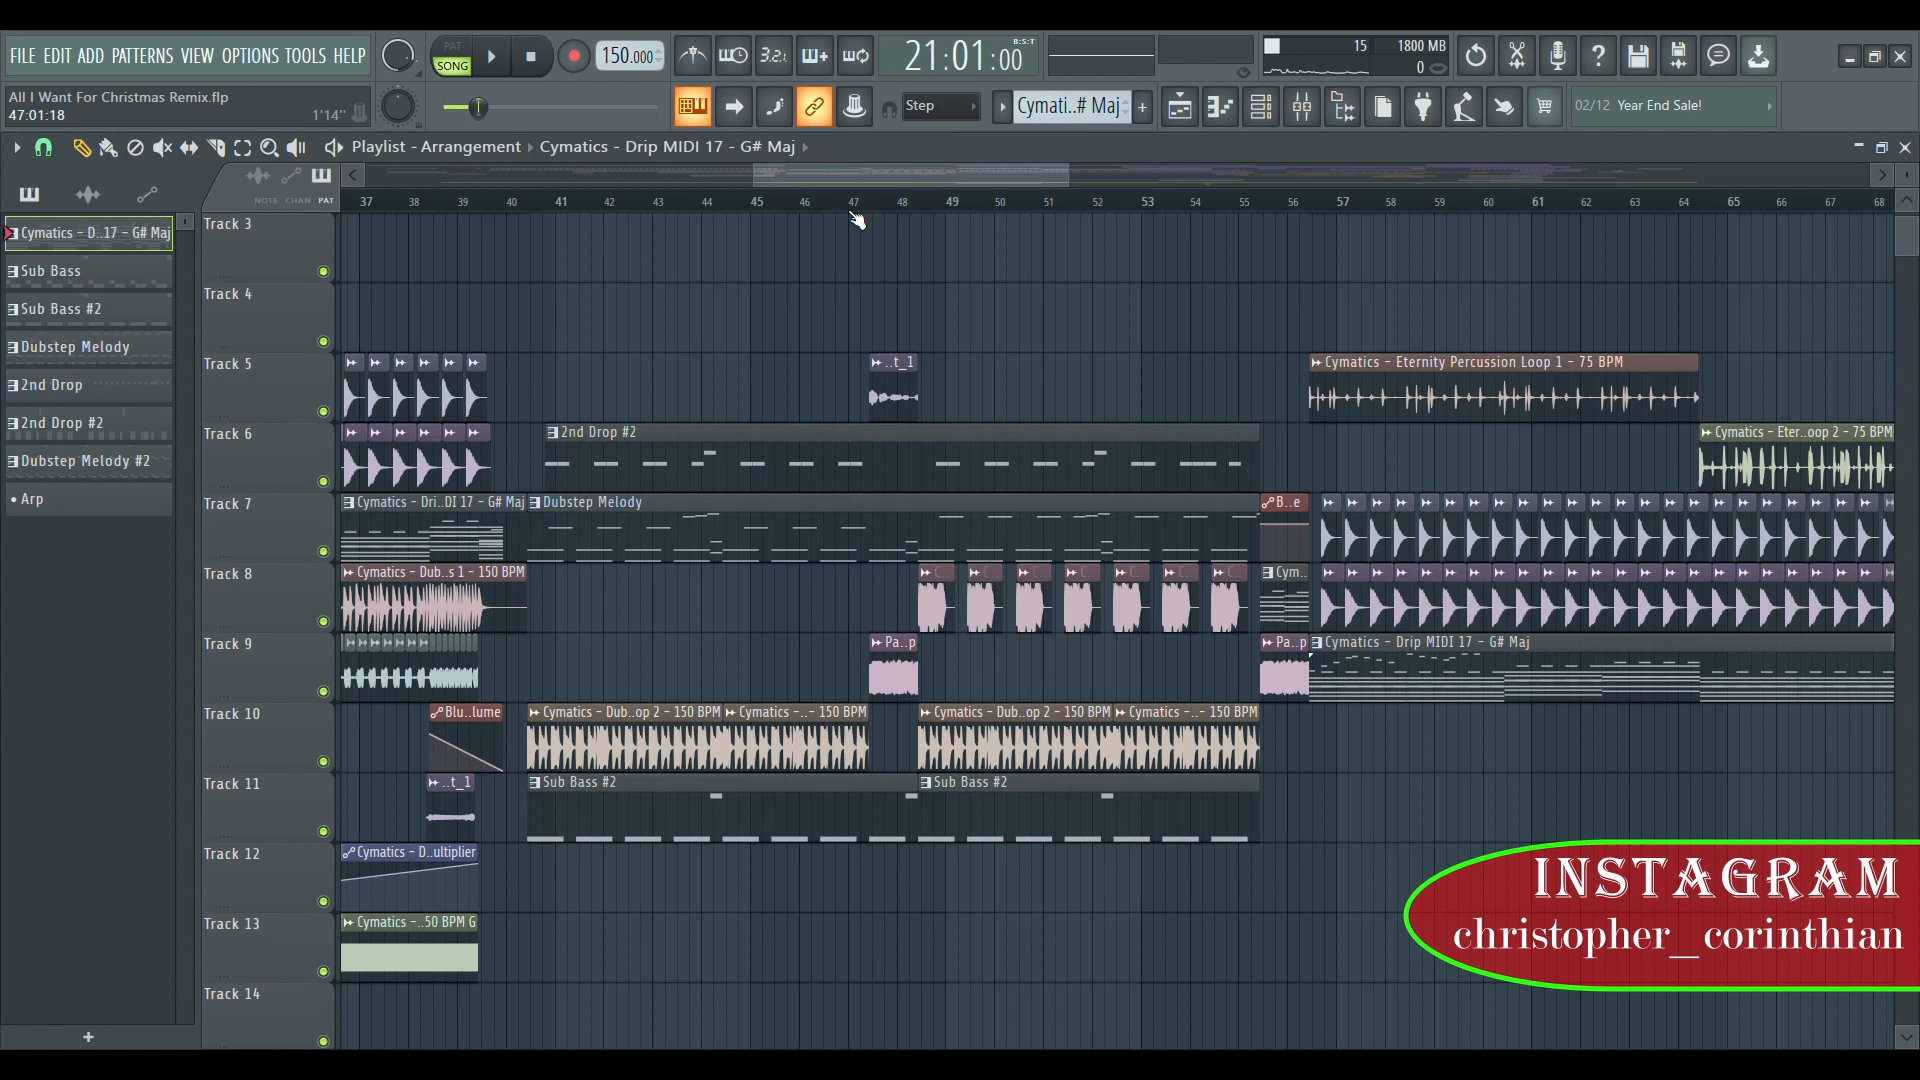 FILE EDIT ADD PATTERNS VIEW OPTIONS TOOLS HELP
PAT
SONG
150.000
3.2.1
21:01:00
B:S:T
15
1800 MB
0
All I Want For Christmas Remix.flp
47:01:18
1'14"
Step
Cymati..# Maj
02/12 Year End Sale!
Playlist - Arrangement › Cymatics - Drip MIDI 17 - G# Maj
NOTE CHAN PAT
37 38 39 40 41 42 43 44 45 46 47 48 49 50 51 52 53 54 55 56 57 58 59 60 61 62 63 64 65 66 67 68
Cymatics - D..17 - G# Maj
Sub Bass
Sub Bass #2
Dubstep Melody
2nd Drop
2nd Drop #2
Dubstep Melody #2
Arp
Track 3
Track 4
Track 5
..t_1
Cymatics - Eternity Percussion Loop 1 - 75 BPM
Track 6
2nd Drop #2
Cymatics - Eter..oop 2 - 75 BPM
Track 7
Cymatics - Dri..DI 17 - G# Maj
Dubstep Melody
B..e
Track 8
Cymatics - Dub..s 1 - 150 BPM
C.. C.. C.. C.. C.. C.. C..
Cym..
Track 9
Pa..p
Pa..p
Cymatics - Drip MIDI 17 - G# Maj
Track 10
Blu..lume
Cymatics - Dub..op 2 - 150 BPM
Cymatics -..- 150 BPM
Cymatics - Dub..op 2 - 150 BPM
Cymatics -..- 150 BPM
Track 11
..t_1
Sub Bass #2
Sub Bass #2
Track 12
Cymatics - D..ultiplier
Track 13
Cymatics -..50 BPM G
Track 14
INSTAGRAM
christopher_corinthian